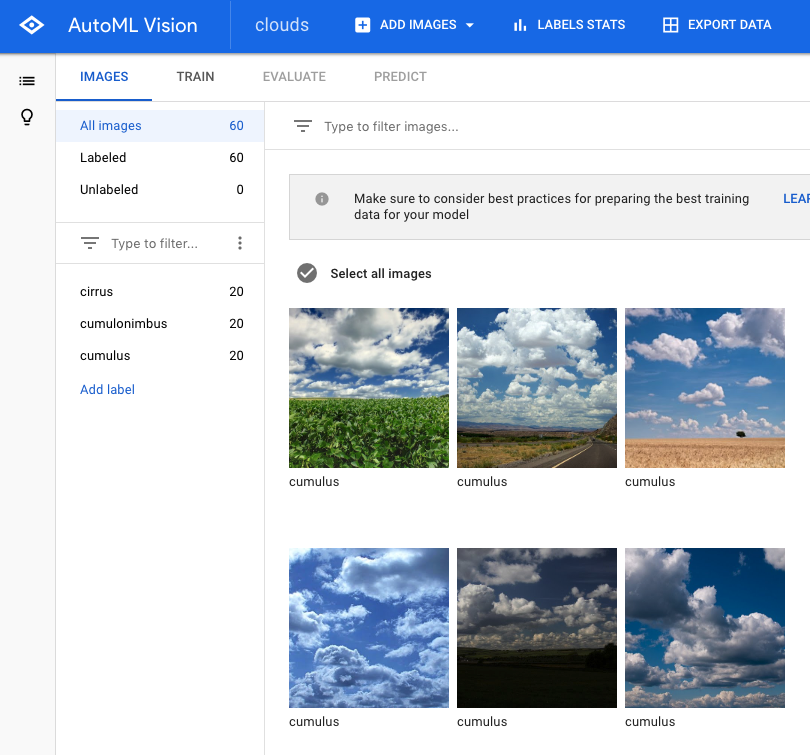 AutoML Vision
clouds
ADD IMAGES
LABELS STATS
EXPORT DATA
IMAGES
TRAIN
EVALUATE
PREDICT
All images 60
Labeled 60
Unlabeled 0
Type to filter...
cirrus 20
cumulonimbus 20
cumulus 20
Add label
Type to filter images...
Make sure to consider best practices for preparing the best training
data for your model
Select all images
cumulus
cumulus
cumulus
cumulus
cumulus
cumulus